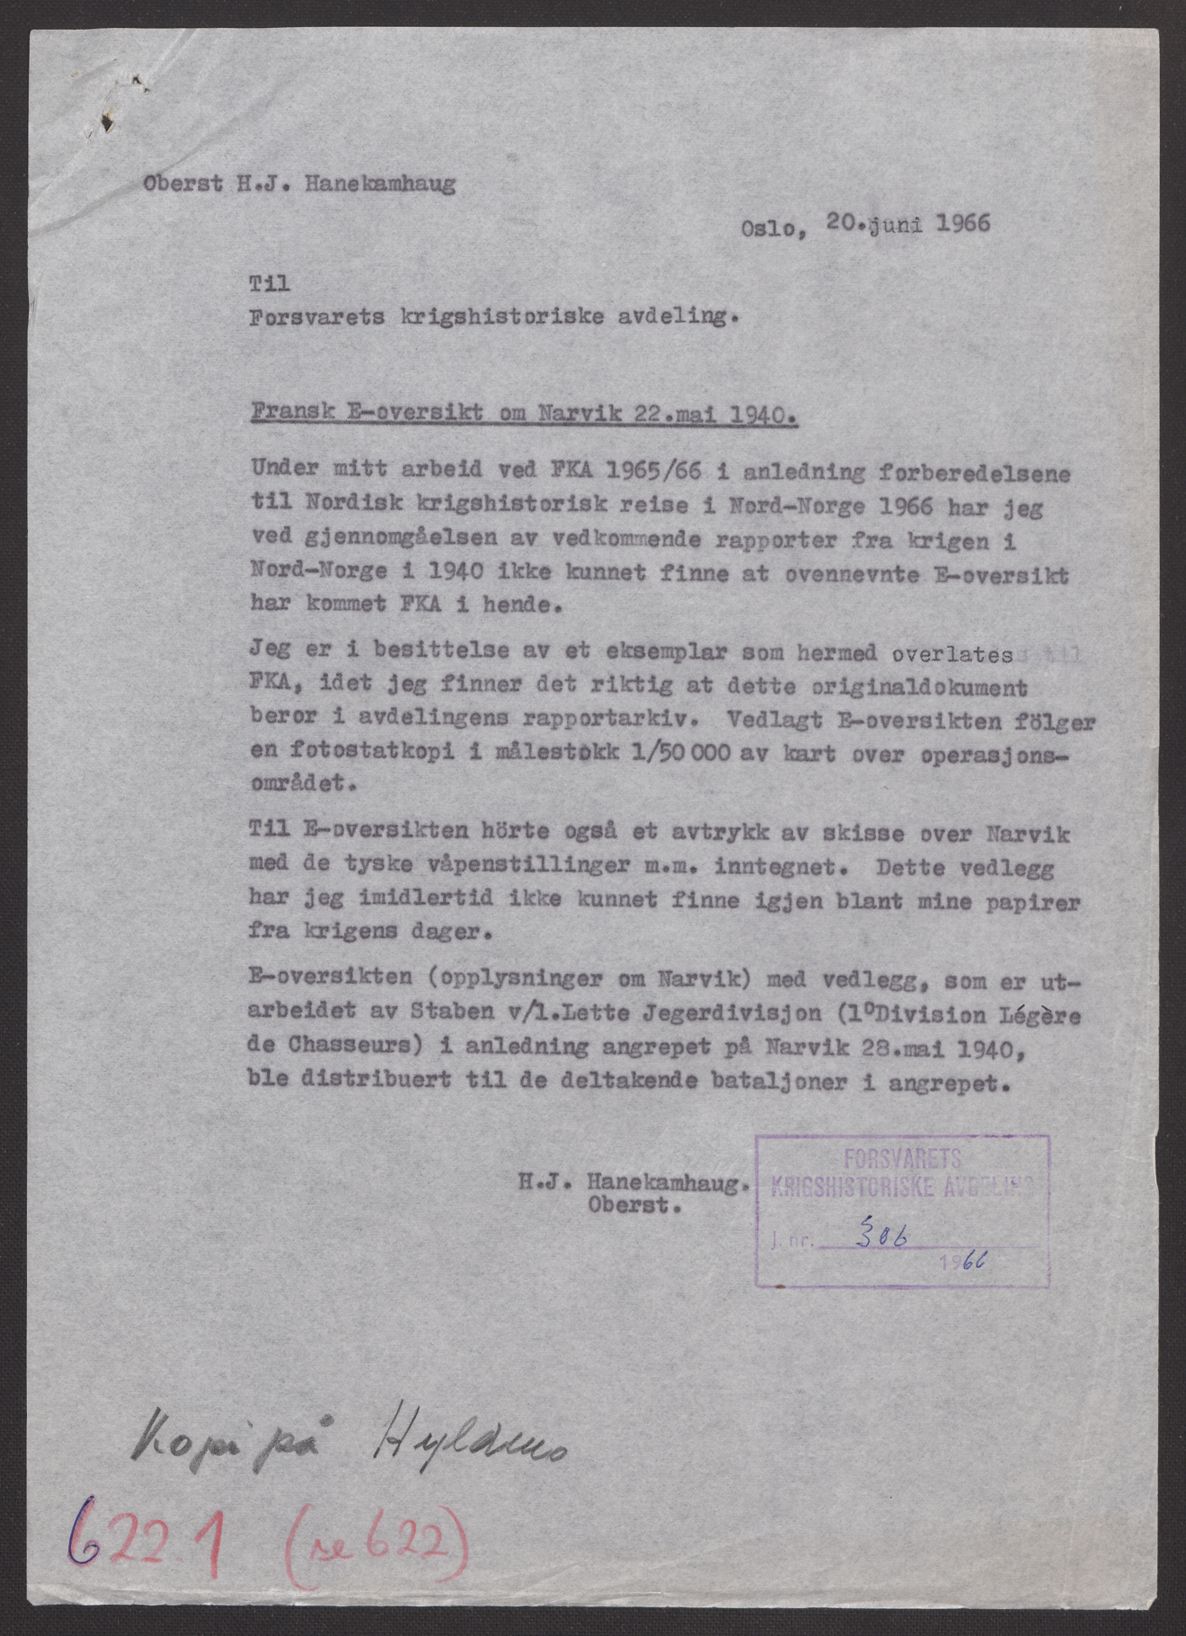 Oberst H.J. Hanekamhaug
Oslo, 20.juni 1966
Til
Forsvarets krigshistoriske avdeling.
Fransk E-oversikt om Narvik 22.mai 1940.
Under mitt arbeid ved FKA 1965/66 i anledning forberedelsene
til Nordisk krigshistorisk reise i Nord-Norge 1966 har jeg
ved gjennomgåelsen av vedkommende rapporter fra krigen i
Nord-Norge i 1940 ikke kunnet finne at ovennevnte E-oversikt
har kommet FKA i hende.
Jeg er i besittelse av et eksemplar som hermed overlates til
FKA, idet jeg finner det riktig at dette originaldokument
beror i avdelingens rapportarkiv. Vedlagt E-oversikten fölger
en fotostatkopi i målestokk 1/50 000 av kart over operasjons-
området.
Til E-oversikten hörte også et avtrykk av skisse over Narvik
med de tyske våpenstillinger m.m. inntegnet. Dette vedlegg
har jeg imidlertid ikke kunnet finne igjen blant mine papirer
fra krigens dager.
E-oversikten (opplysninger om Narvik) med vedlegg, som er ut-
arbeidet av Staben v/1.Lette Jegerdivisjon (1ºDivision Légère
de Chasseurs) i anledning angrepet på Narvik 28.mai 1940,
ble distribuert til de deltakende bataljoner i angrepet.
H.J. Hanekamhaug.
Oberst.
FORSVARETS
KRIGSHISTORISKE AVDELING
J. nr. 306
1966
Kopi på
622.1 (se 622)